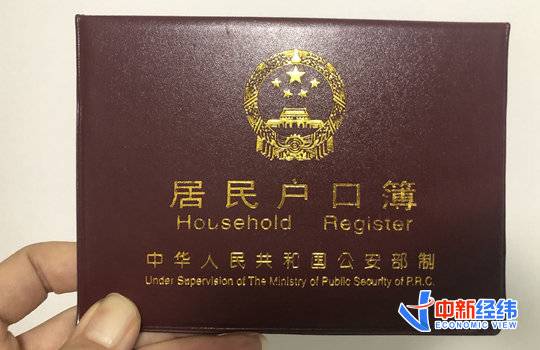 居民户口簿
Household Register
中华人民共和国公安部制
Under Supervision of The Ministry of Public Security of P.R.C.
中新经纬
ECONOMIC VIEW